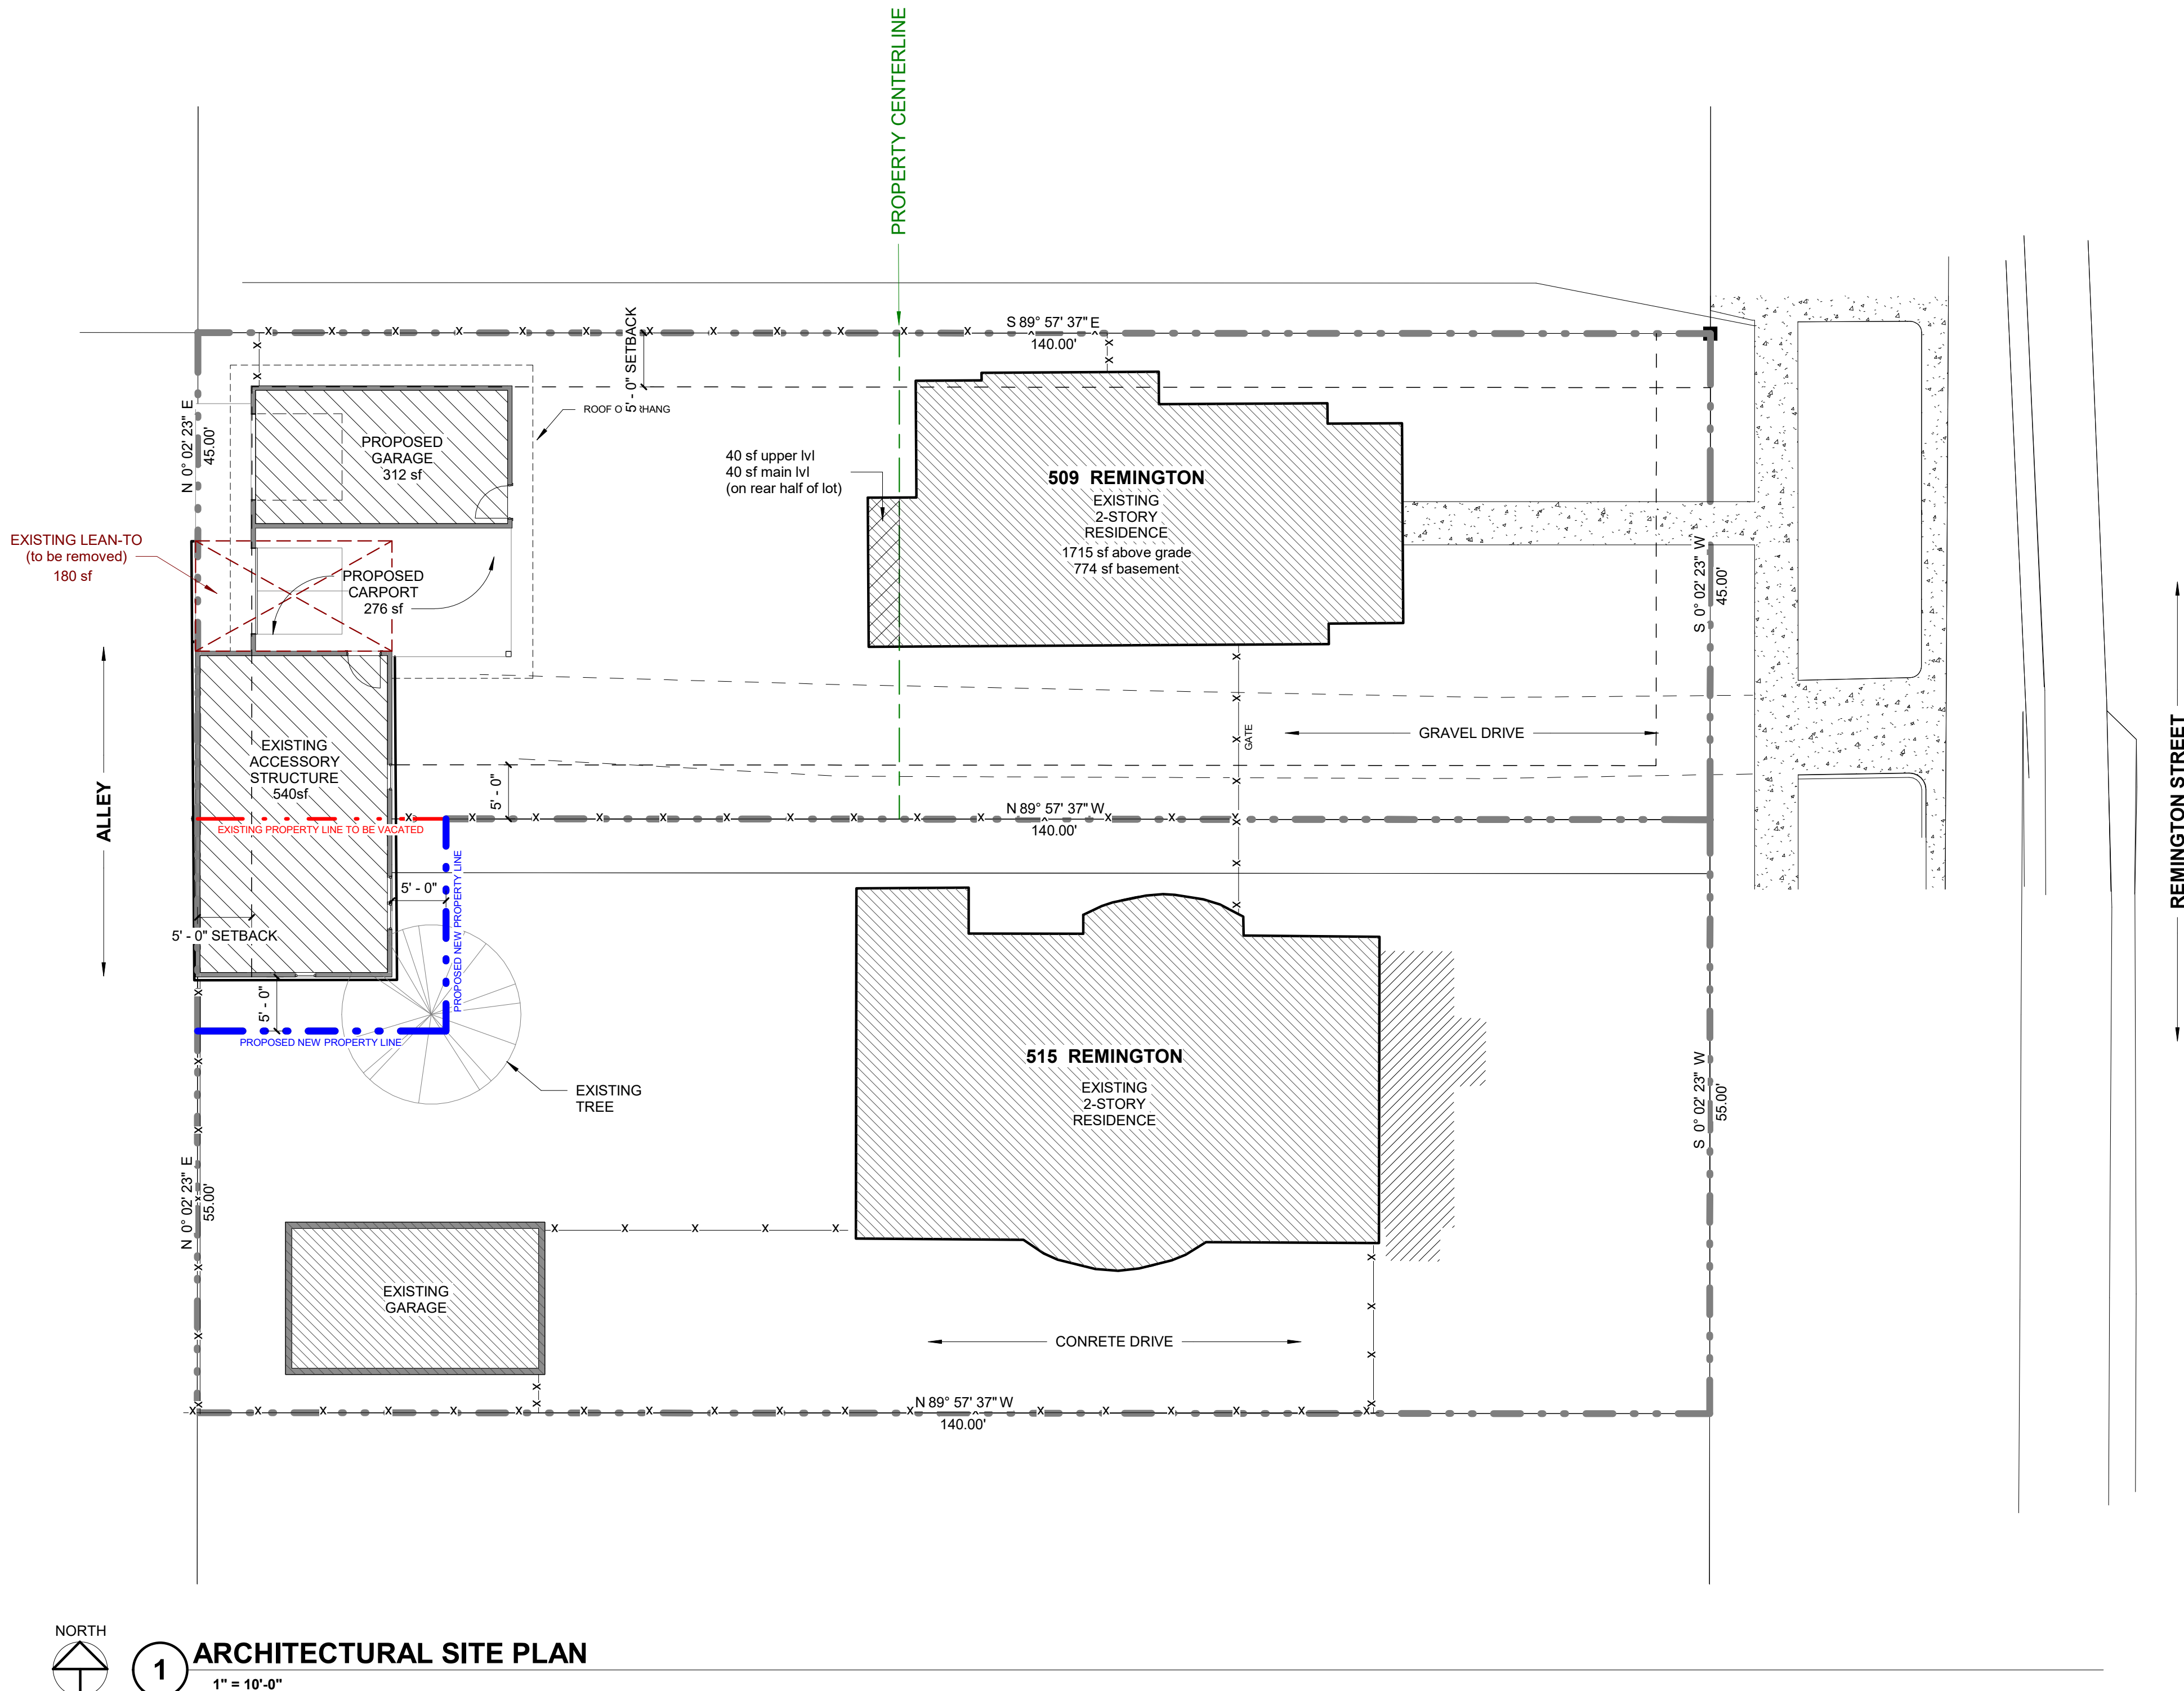 PROPERTY CENTERLINE
S 89° 57' 37" E
140.00'
5' - 0" SETBACK
ROOF O HANG
N 0° 02' 23" E
45.00'
PROPOSED
GARAGE
312 sf
40 sf upper lvl
40 sf main lvl
(on rear half of lot)
509 REMINGTON
EXISTING
2-STORY
RESIDENCE
1715 sf above grade
774 sf basement
EXISTING LEAN-TO
(to be removed)
180 sf
PROPOSED
CARPORT
276 sf
S 0° 02' 23" W
45.00'
GATE
GRAVEL DRIVE
EXISTING
ACCESSORY
STRUCTURE
540sf
ALLEY
REMINGTON STREET
5' - 0"
EXISTING PROPERTY LINE TO BE VACATED
N 89° 57' 37" W
140.00'
5' - 0"
PROPOSED NEW PROPERTY LINE
5' - 0" SETBACK
5' - 0"
PROPOSED NEW PROPERTY LINE
EXISTING
TREE
515 REMINGTON
EXISTING
2-STORY
RESIDENCE
S 0° 02' 23" W
55.00'
N 0° 02' 23" E
55.00'
EXISTING
GARAGE
CONRETE DRIVE
N 89° 57' 37" W
140.00'
NORTH
1
ARCHITECTURAL SITE PLAN
1" = 10'-0"